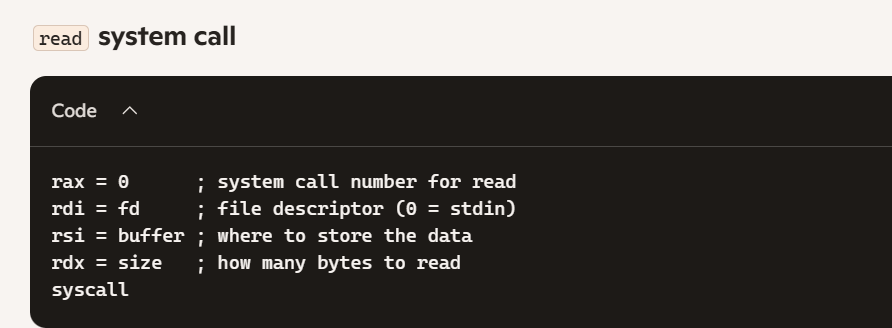 read system call
Code
rax = 0      ; system call number for read
rdi = fd     ; file descriptor (0 = stdin)
rsi = buffer ; where to store the data
rdx = size   ; how many bytes to read
syscall